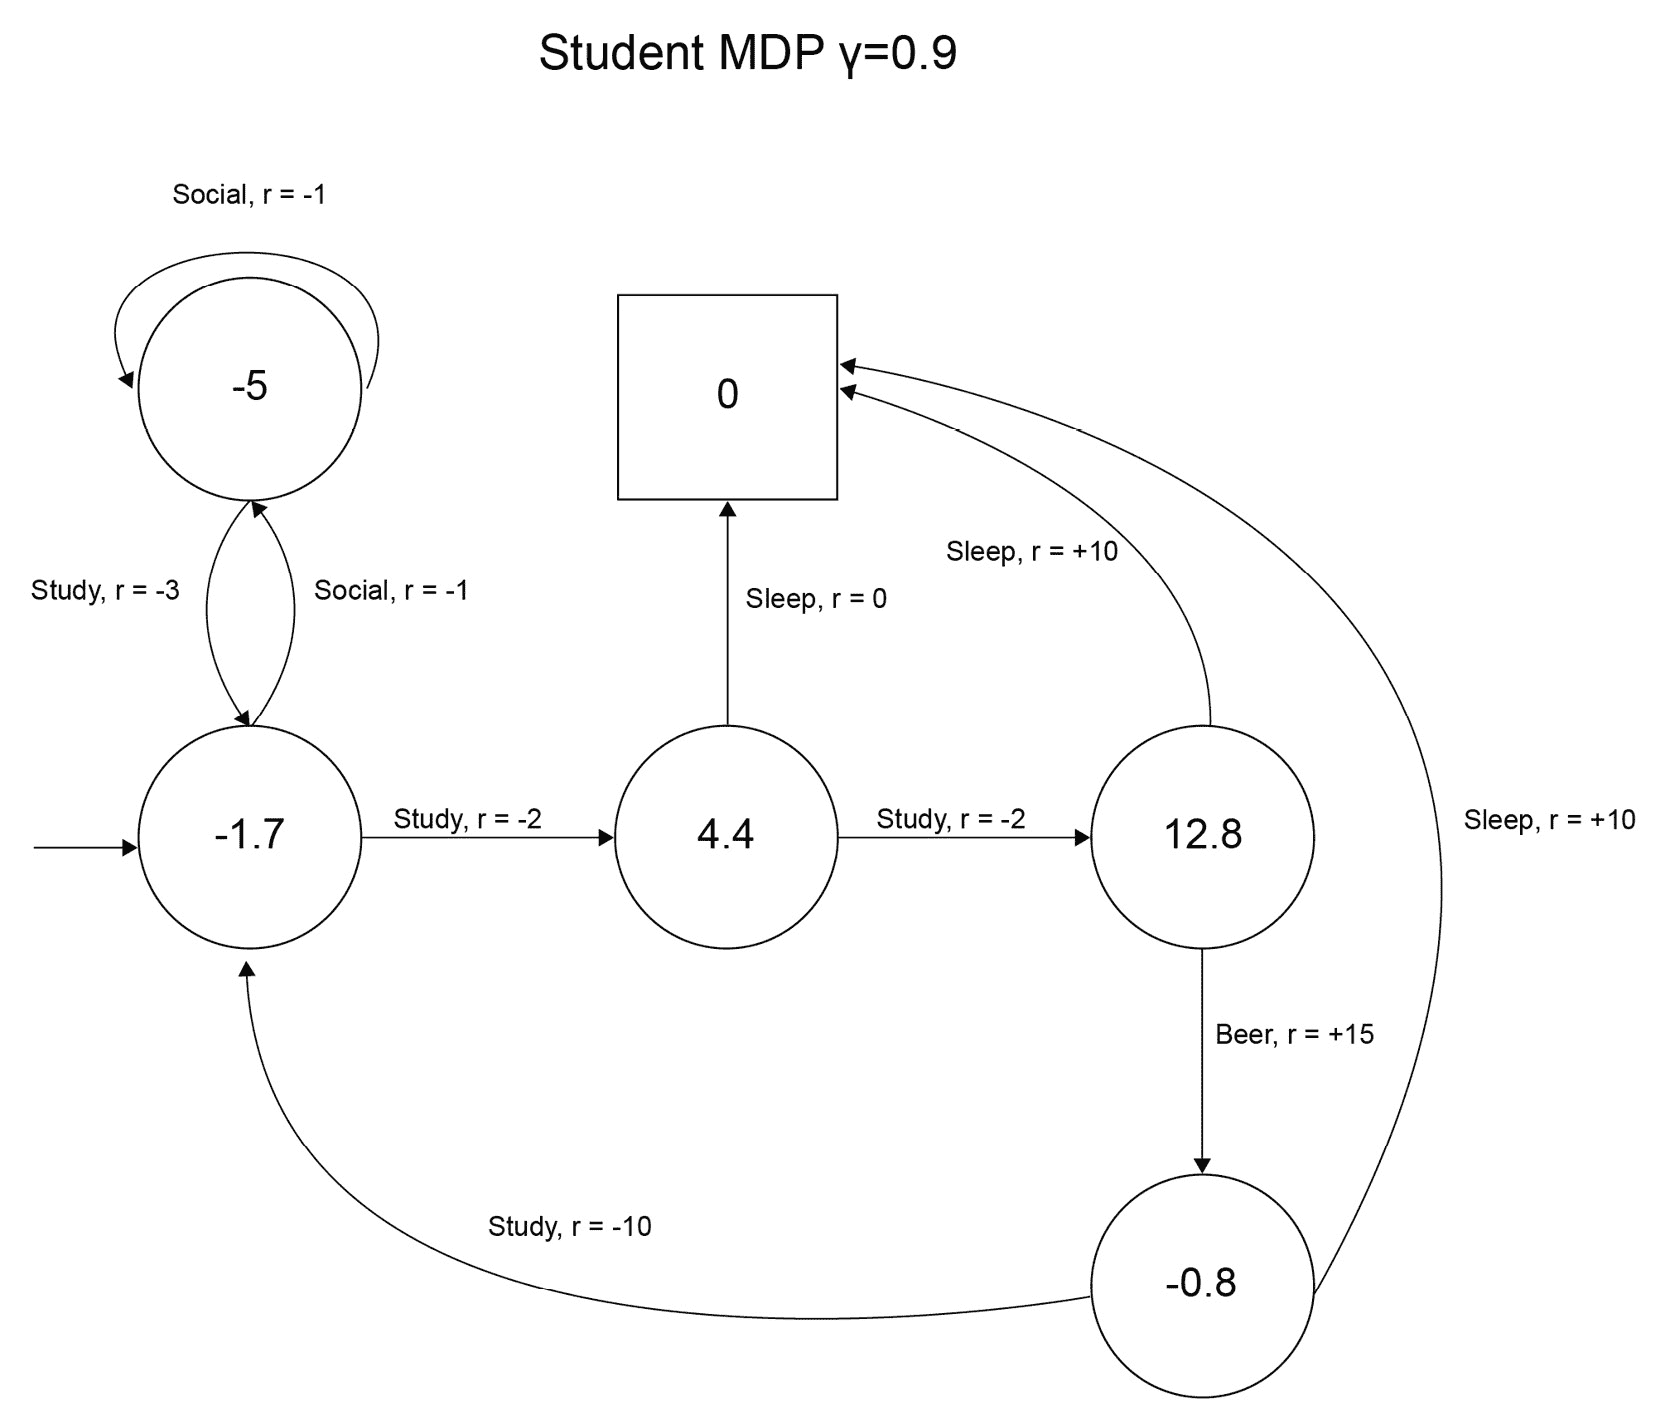 Student MDP γ=0.9
Social, r = -1
-5
0
Sleep, r = +10
Study, r = -3
Social, r = -1
Sleep, r = 0
-1.7
Study, r = -2
4.4
Study, r = -2
12.8
Sleep, r = +10
Beer, r = +15
Study, r = -10
-0.8